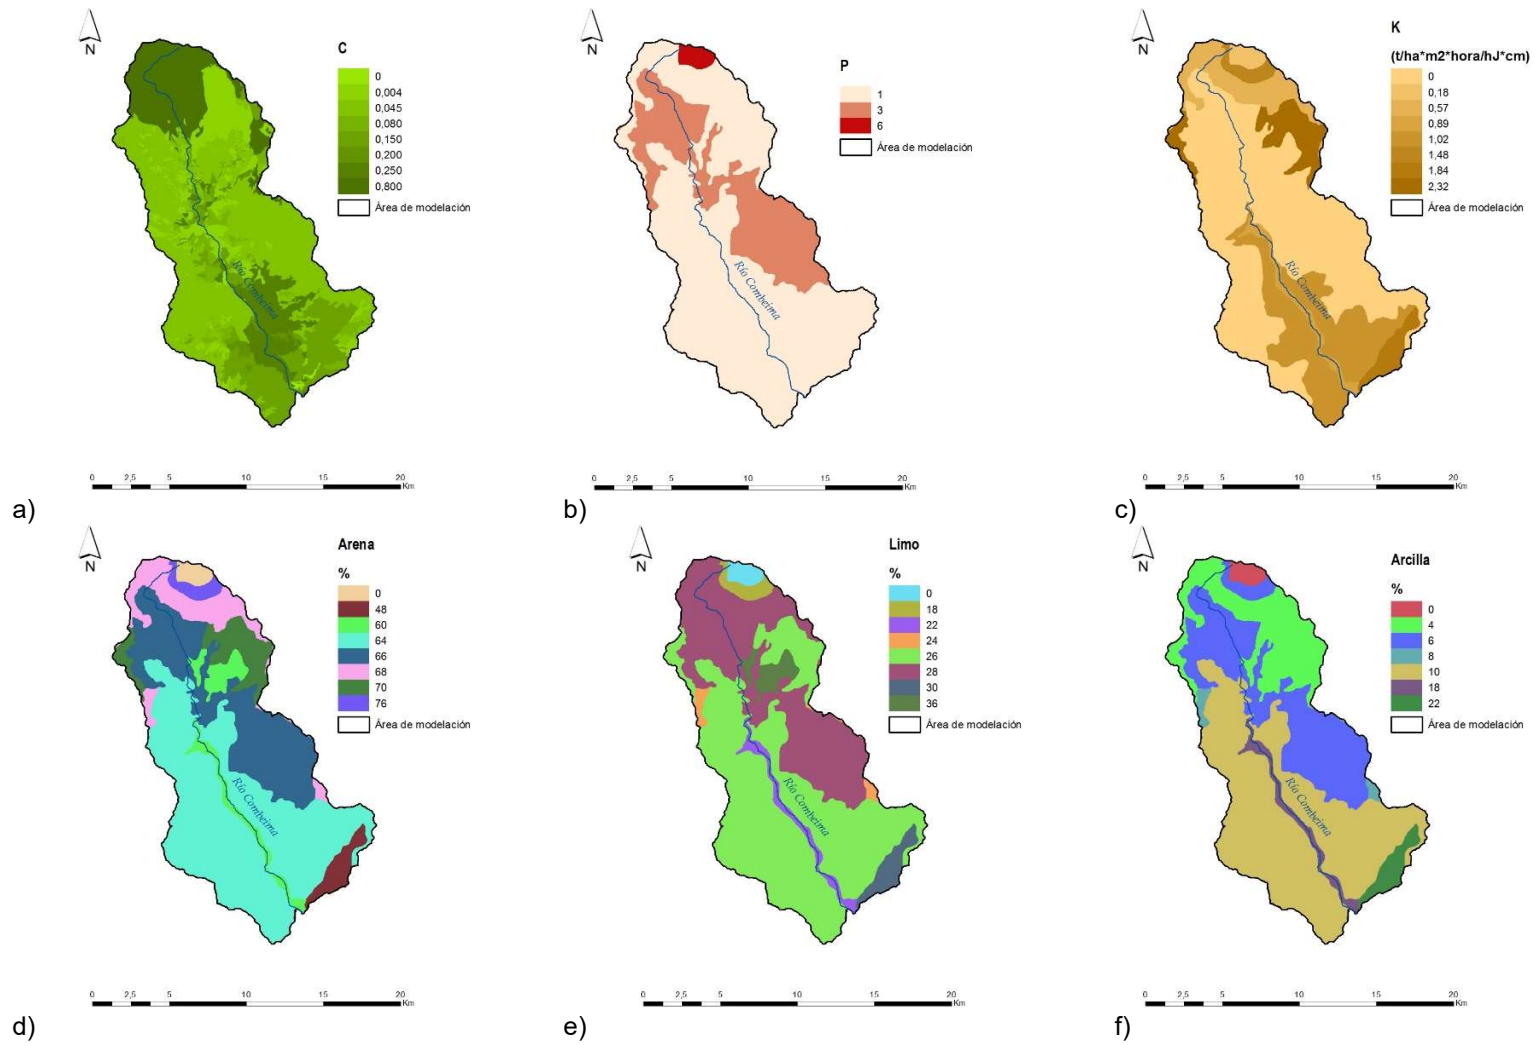 N
C
0
0,004
0,045
0,080
0,150
0,200
0,250
0,800
Área de modelación
Río Combeima
0 2,5 5 10 15 20
Km
a)
N
P
1
3
6
Área de modelación
Río Combeima
0 2,5 5 10 15 20
Km
b)
N
K
(t/ha*m2*hora/hJ*cm)
0
0,18
0,57
0,89
1,02
1,48
1,84
2,32
Área de modelación
Río Combeima
0 2,5 5 10 15 20
Km
c)
N
Arena
%
0
48
60
64
66
68
70
76
Área de modelación
Río Combeima
0 2,5 5 10 15 20
Km
d)
N
Limo
%
0
18
22
24
26
28
30
36
Área de modelación
Río Combeima
0 2,5 5 10 15 20
Km
e)
N
Arcilla
%
0
4
6
8
10
18
22
Área de modelación
Río Combeima
0 2,5 5 10 15 20
Km
f)